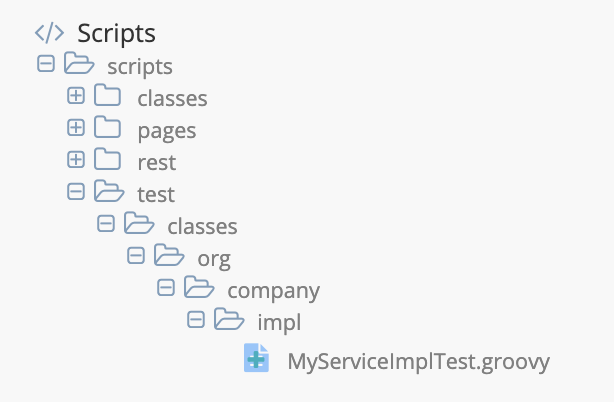 Scripts
scripts
classes
pages
rest
test
classes
org
company
impl
MyServiceImplTest.groovy